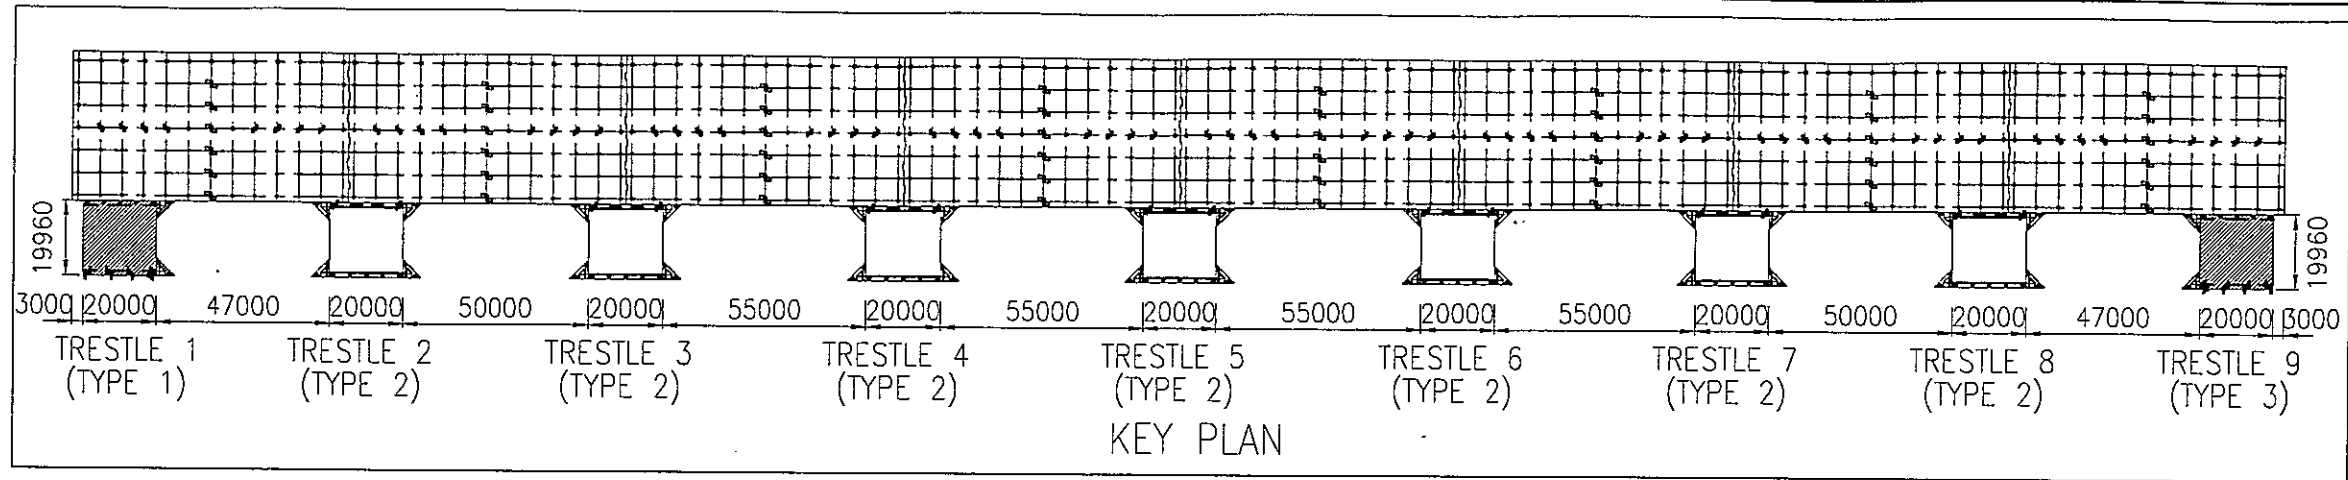 19960
19960
3000 20000 47000 20000 50000 20000 55000 20000 55000 20000 55000 20000 55000 20000 50000 20000 47000 20000 3000
TRESTLE 1 TRESTLE 2 TRESTLE 3 TRESTLE 4 TRESTLE 5 TRESTLE 6 TRESTLE 7 TRESTLE 8 TRESTLE 9
(TYPE 1) (TYPE 2) (TYPE 2) (TYPE 2) (TYPE 2) (TYPE 2) (TYPE 2) (TYPE 2) (TYPE 3)
KEY PLAN